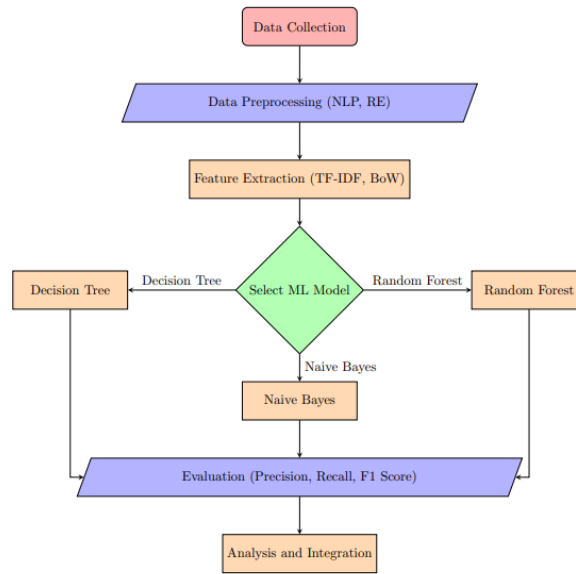 Data Collection
Data Preprocessing (NLP, RE)
Feature Extraction (TF-IDF, BoW)
Decision Tree
Random Forest
Decision Tree
Select ML Model
Random Forest
Naive Bayes
Naive Bayes
Evaluation (Precision, Recall, F1 Score)
Analysis and Integration